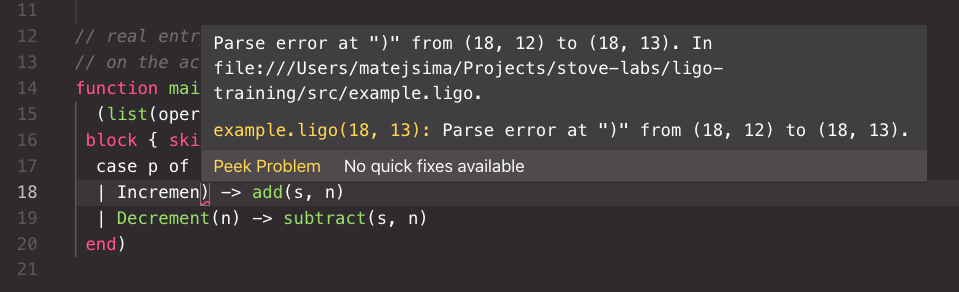 11
12 // real entr
13 // on the ac
14 function mai
15 (list(oper
16 block { ski
17 case p of
18 | Incremen) -> add(s, n)
19 | Decrement(n) -> subtract(s, n)
20 end)
21
Parse error at ")" from (18, 12) to (18, 13). In
file:///Users/matejsima/Projects/stove-labs/ligo-
training/src/example.ligo.
example.ligo(18, 13): Parse error at ")" from (18, 12) to (18, 13).
Peek Problem No quick fixes available